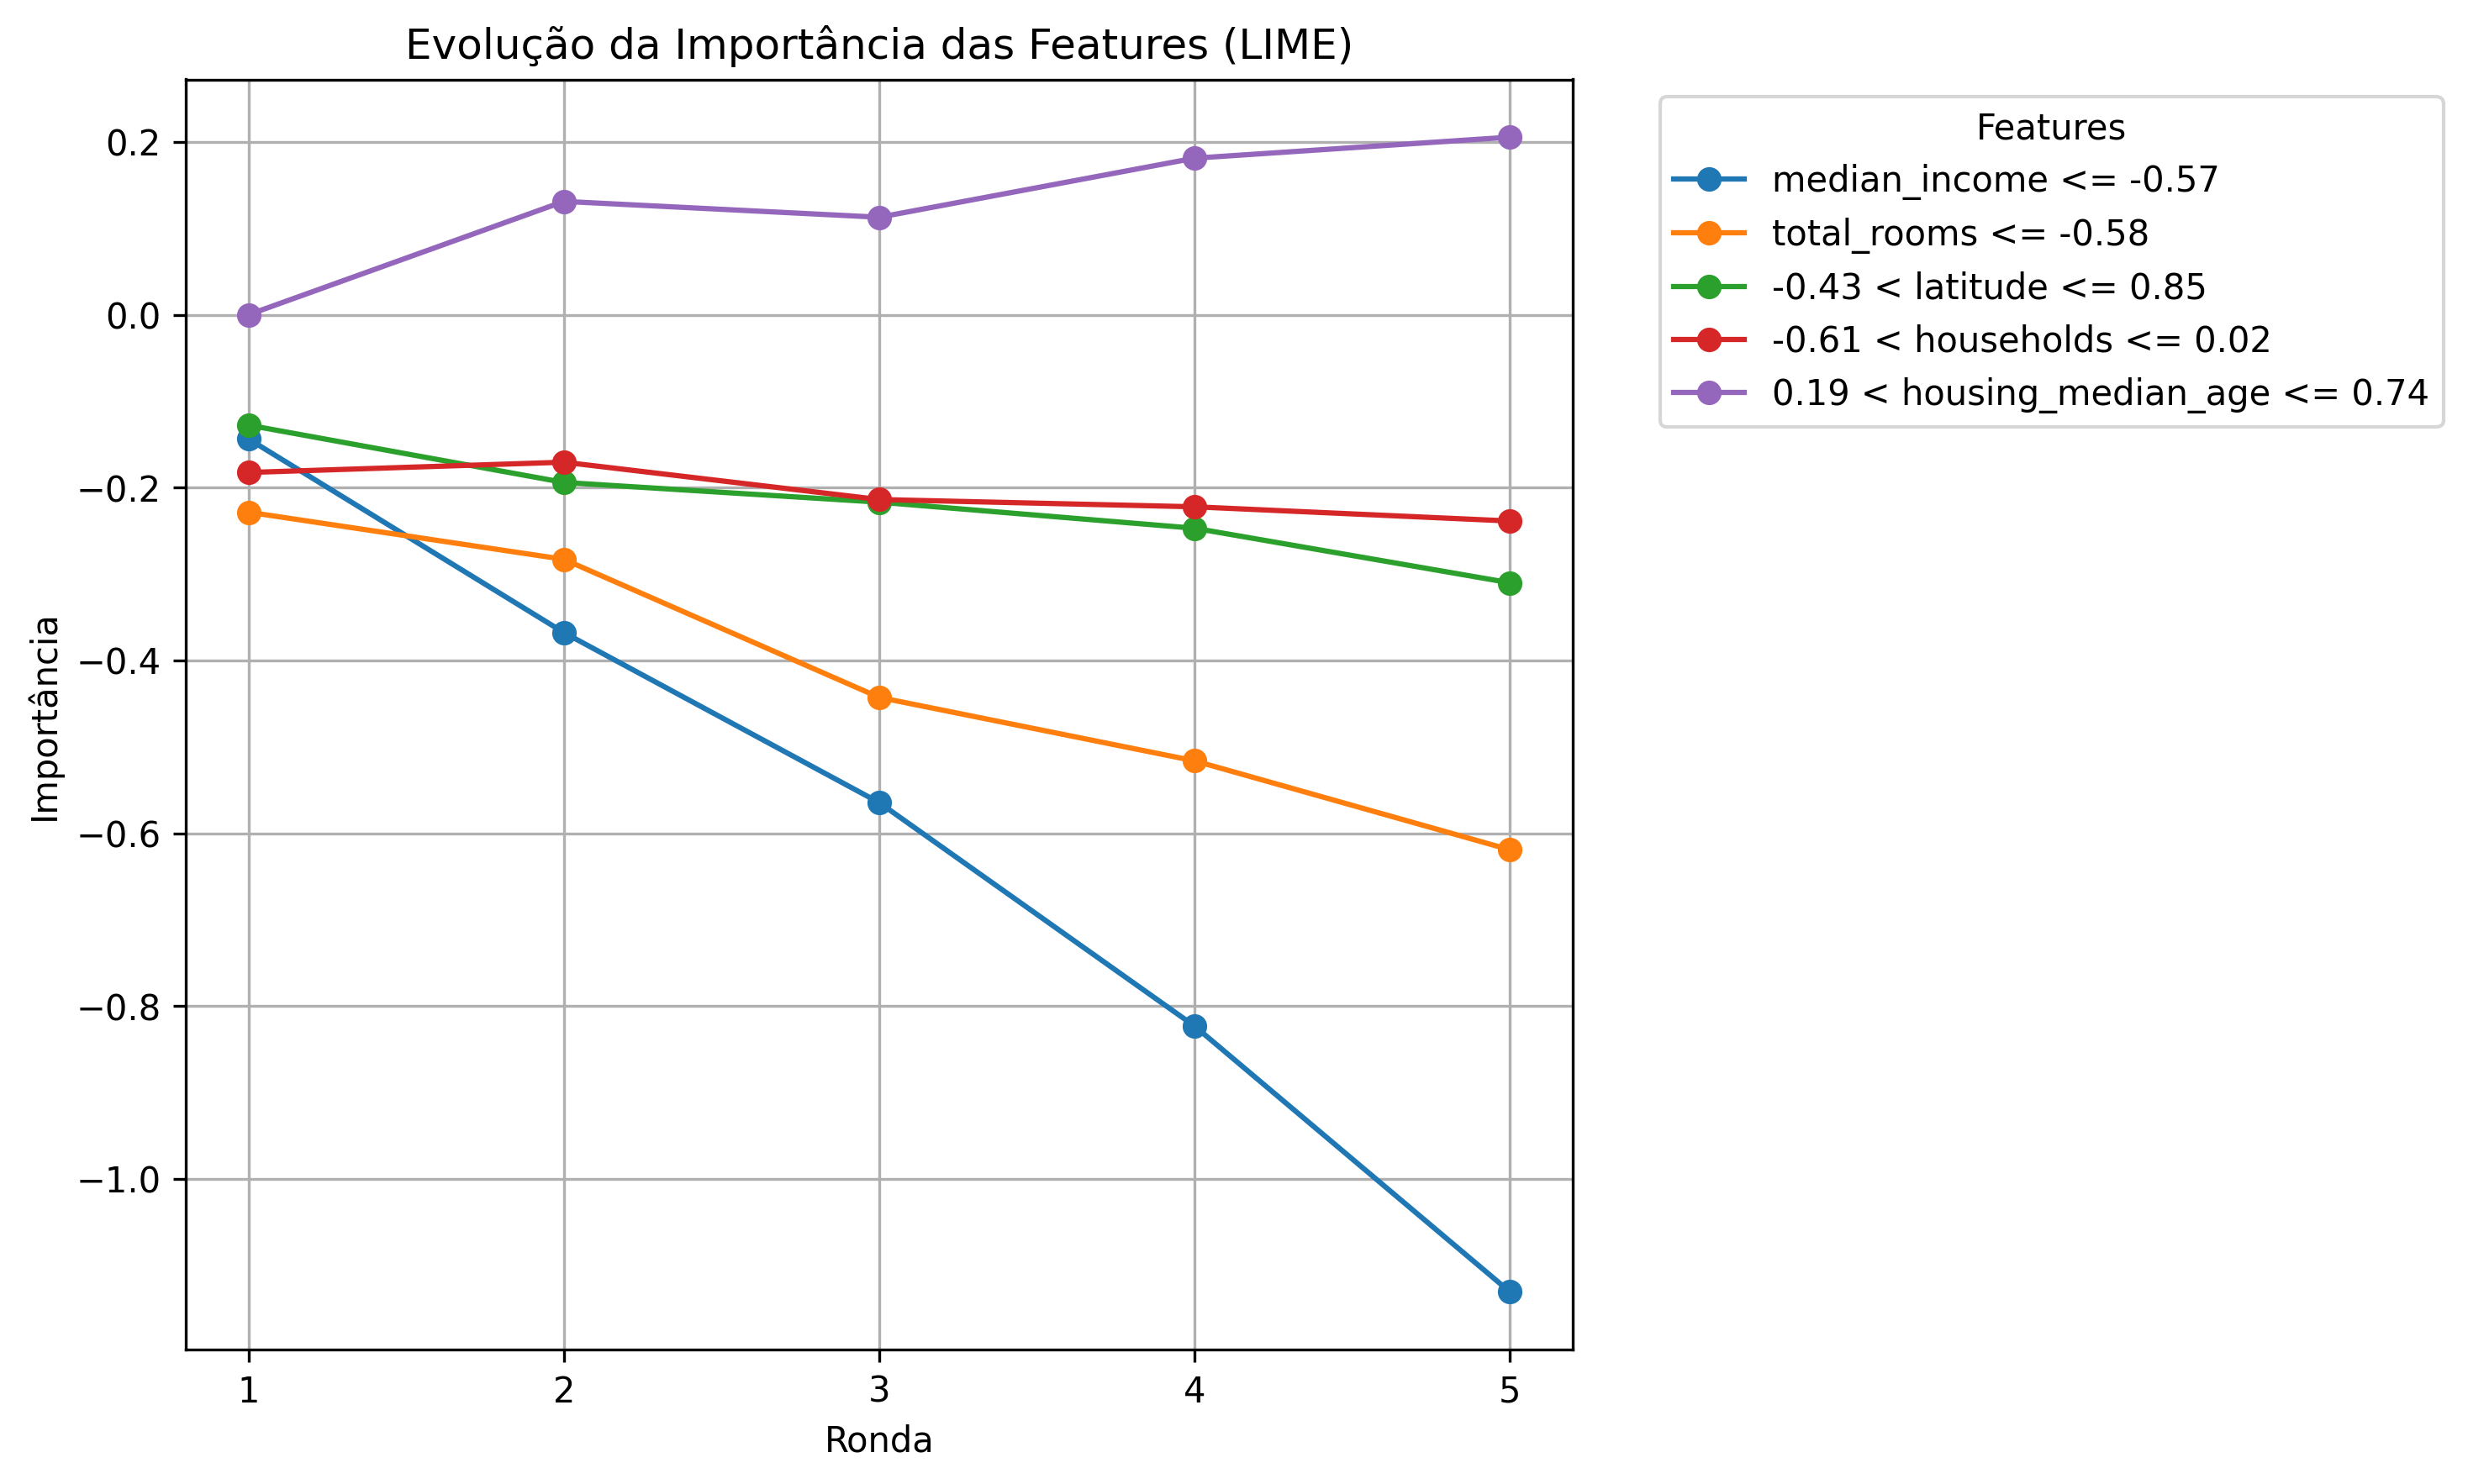 Evolução da Importância das Features (LIME)
Importância
0.2
0.0
−0.2
−0.4
−0.6
−0.8
−1.0
1 2 3 4 5
Ronda
Features
median_income <= -0.57
total_rooms <= -0.58
-0.43 < latitude <= 0.85
-0.61 < households <= 0.02
0.19 < housing_median_age <= 0.74